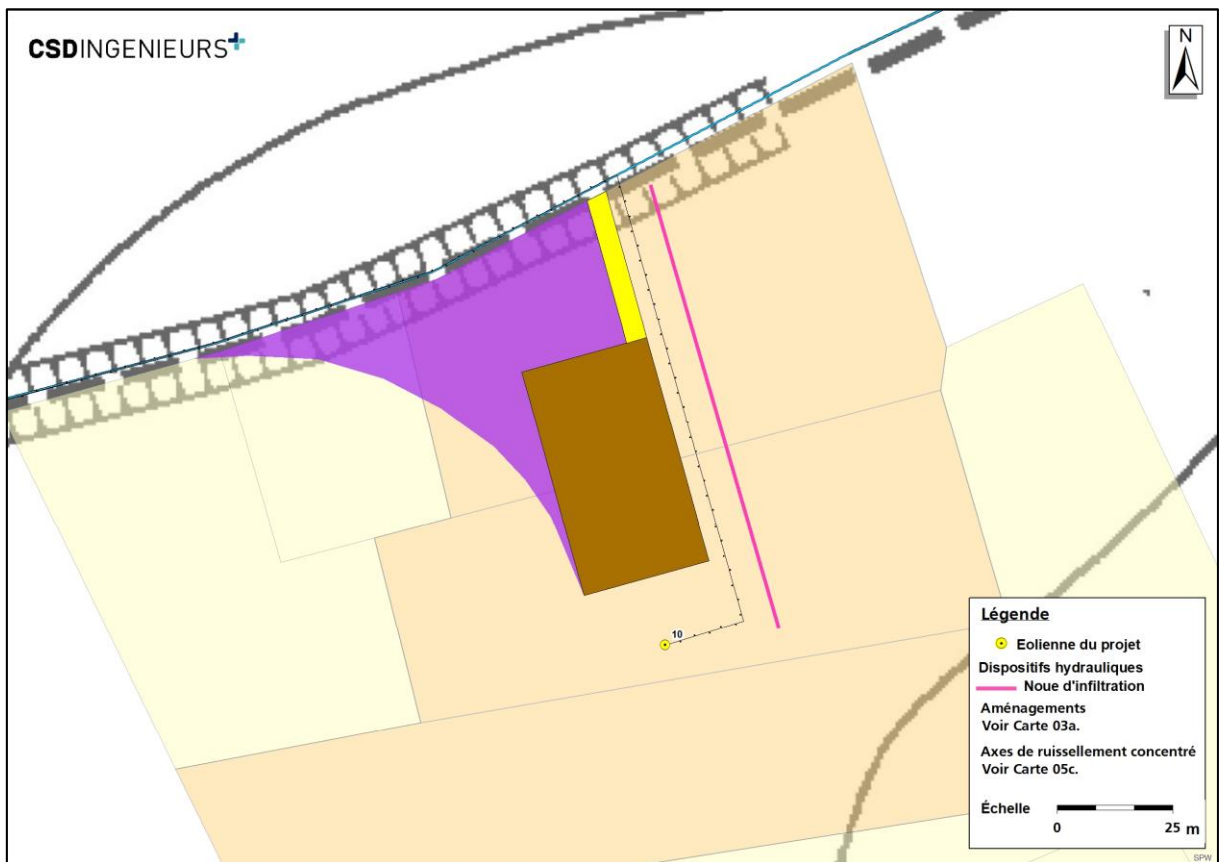 CSDINGENIEURS
N
10
Légende
Eolienne du projet
Dispositifs hydrauliques
Noue d'infiltration
Aménagements
Voir Carte 03a.
Axes de ruissellement concentré
Voir Carte 05c.
Échelle
0 25 m
SPW